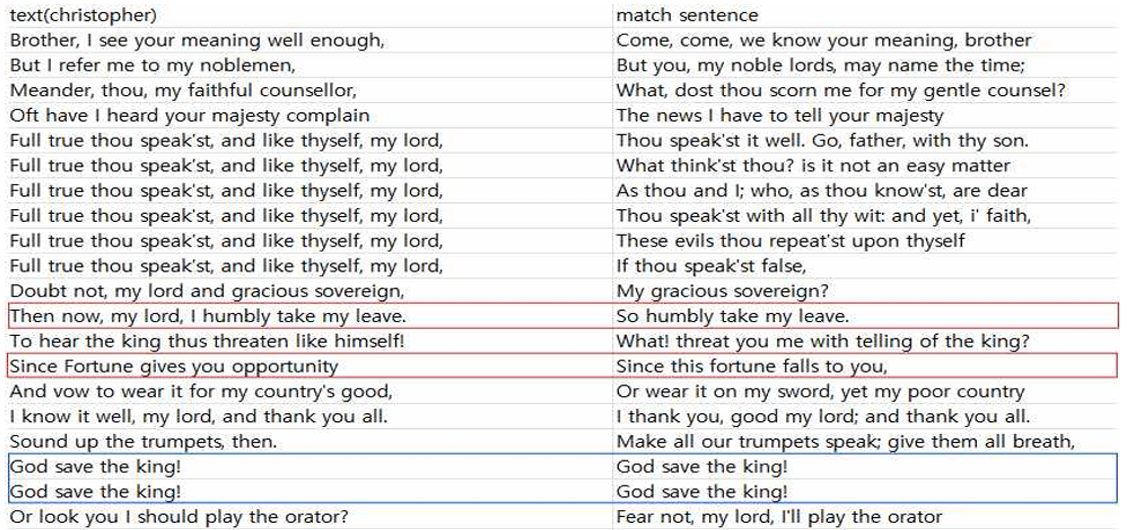 text(christopher) match sentence
Brother, I see your meaning well enough, Come, come, we know your meaning, brother
But I refer me to my noblemen, But you, my noble lords, may name the time;
Meander, thou, my faithful counsellor, What, dost thou scorn me for my gentle counsel?
Oft have I heard your majesty complain The news I have to tell your majesty
Full true thou speak'st, and like thyself, my lord, Thou speak'st it well. Go, father, with thy son.
Full true thou speak'st, and like thyself, my lord, What think'st thou? is it not an easy matter
Full true thou speak'st, and like thyself, my lord, As thou and I; who, as thou know'st, are dear
Full true thou speak'st, and like thyself, my lord, Thou speak'st with all thy wit: and yet, i' faith,
Full true thou speak'st, and like thyself, my lord, These evils thou repeat'st upon thyself
Full true thou speak'st, and like thyself, my lord, If thou speak'st false,
Doubt not, my lord and gracious sovereign, My gracious sovereign?
Then now, my lord, I humbly take my leave. So humbly take my leave.
To hear the king thus threaten like himself! What! threat you me with telling of the king?
Since Fortune gives you opportunity Since this fortune falls to you,
And vow to wear it for my country's good, Or wear it on my sword, yet my poor country
I know it well, my lord, and thank you all. I thank you, good my lord; and thank you all.
Sound up the trumpets, then. Make all our trumpets speak; give them all breath,
God save the king! God save the king!
God save the king! God save the king!
Or look you I should play the orator? Fear not, my lord, I'll play the orator